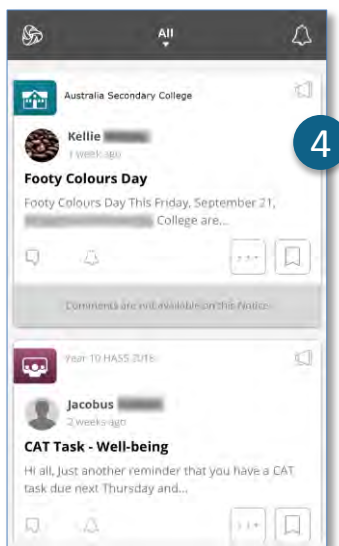 All
Australia Secondary College
Kellie
1 week ago
4
Footy Colours Day
Footy Colours Day This Friday, September 21,
College are...
Comments are not available on this Notice
Year 10 HASS 2018
Jacobus
2 weeks ago
CAT Task - Well-being
Hi all, Just another reminder that you have a CAT
task due next Thursday and...